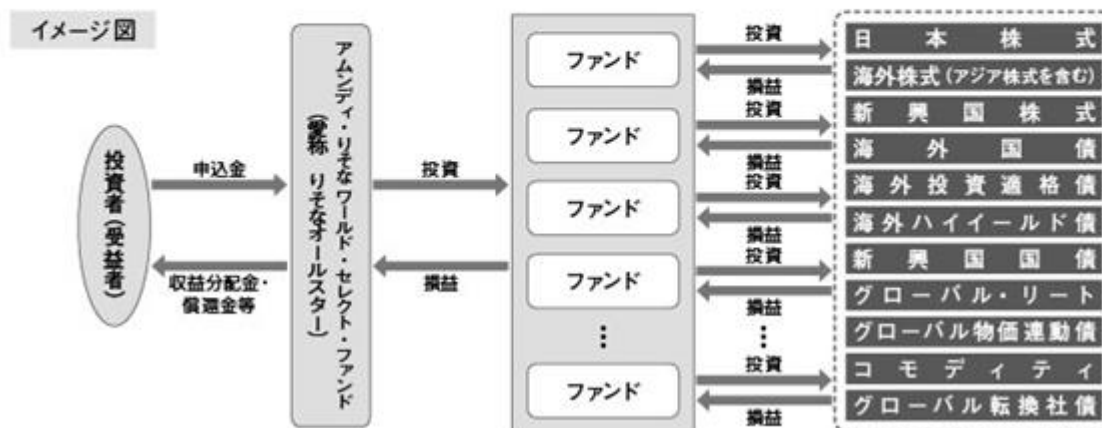 イメージ図
投資者(受益者)
申込金
収益分配金・
償還金等
アムンディ・りそな ワールド・セレクト・ファンド
(愛称 りそなオールスター)
投資
損益
ファンド
ファンド
ファンド
ファンド
⋮
ファンド
投資
損益
投資
損益
投資
損益
投資
損益
⋮
投資
損益
日本株式
海外株式(アジア株式を含む)
新興国株式
海外国債
海外投資適格債
海外ハイイールド債
新興国国債
グローバル・リート
グローバル物価連動債
コモディティ
グローバル転換社債